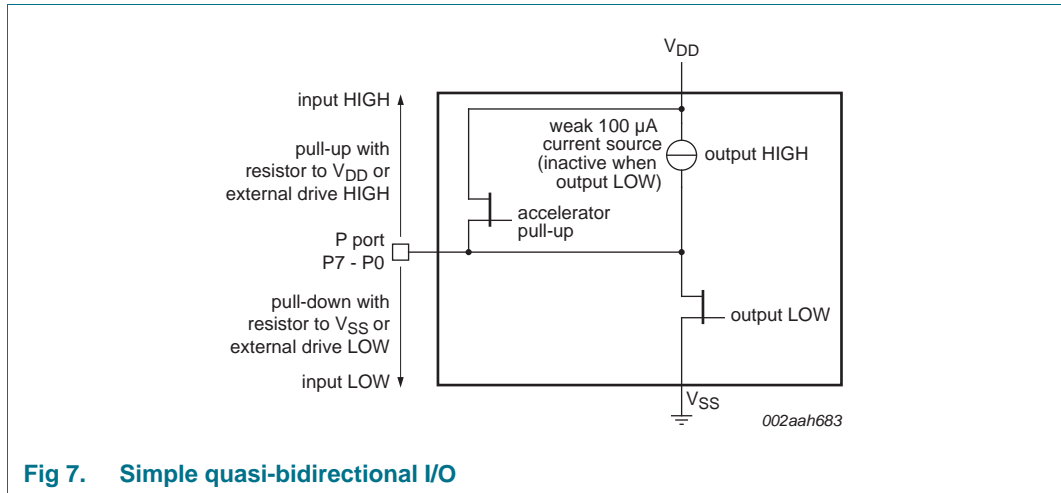 VDD
input HIGH
pull-up with
resistor to VDD or
external drive HIGH
weak 100 µA
current source
(inactive when
output LOW)
output HIGH
accelerator
pull-up
P port
P7 - P0
pull-down with
resistor to VSS or
external drive LOW
input LOW
output LOW
VSS
002aah683
Fig 7. Simple quasi-bidirectional I/O